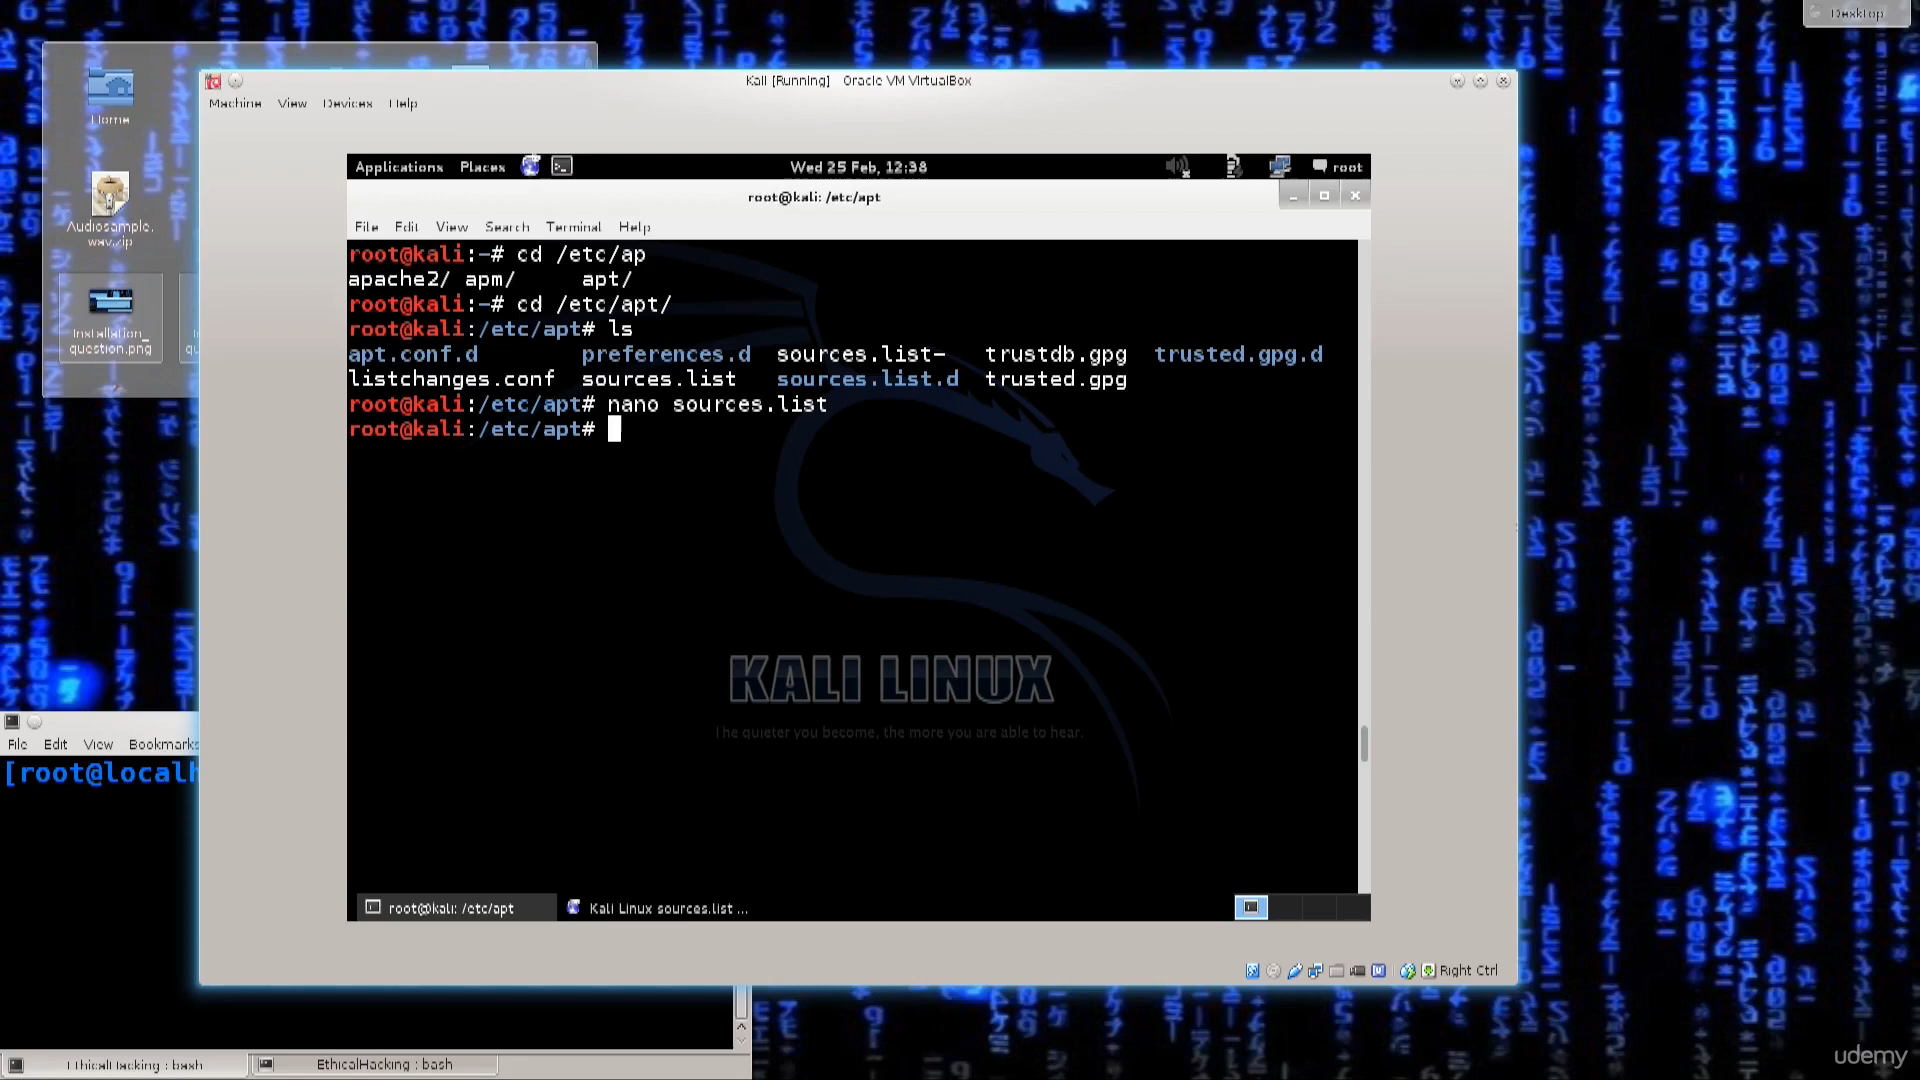 Desktop
Home
Audiosample.
wav.zip
Installation_
question.png
Kali [Running]   Oracle VM VirtualBox
Machine View Devices Help
Applications Places Wed 25 Feb, 12:38 root
root@kali: /etc/apt
File Edit View Search Terminal Help
root@kali:~# cd /etc/ap
apache2/ apm/ apt/
root@kali:~# cd /etc/apt/
root@kali:/etc/apt# ls
apt.conf.d preferences.d sources.list~ trustdb.gpg trusted.gpg.d
listchanges.conf sources.list sources.list.d trusted.gpg
root@kali:/etc/apt# nano sources.list
root@kali:/etc/apt#
KALI LINUX
The quieter you become, the more you are able to hear.
root@kali: /etc/apt Kali Linux sources.list ...
Right Ctrl
File Edit View Bookmarks
[root@localh
EthicalHacking : bash EthicalHacking : bash
udemy